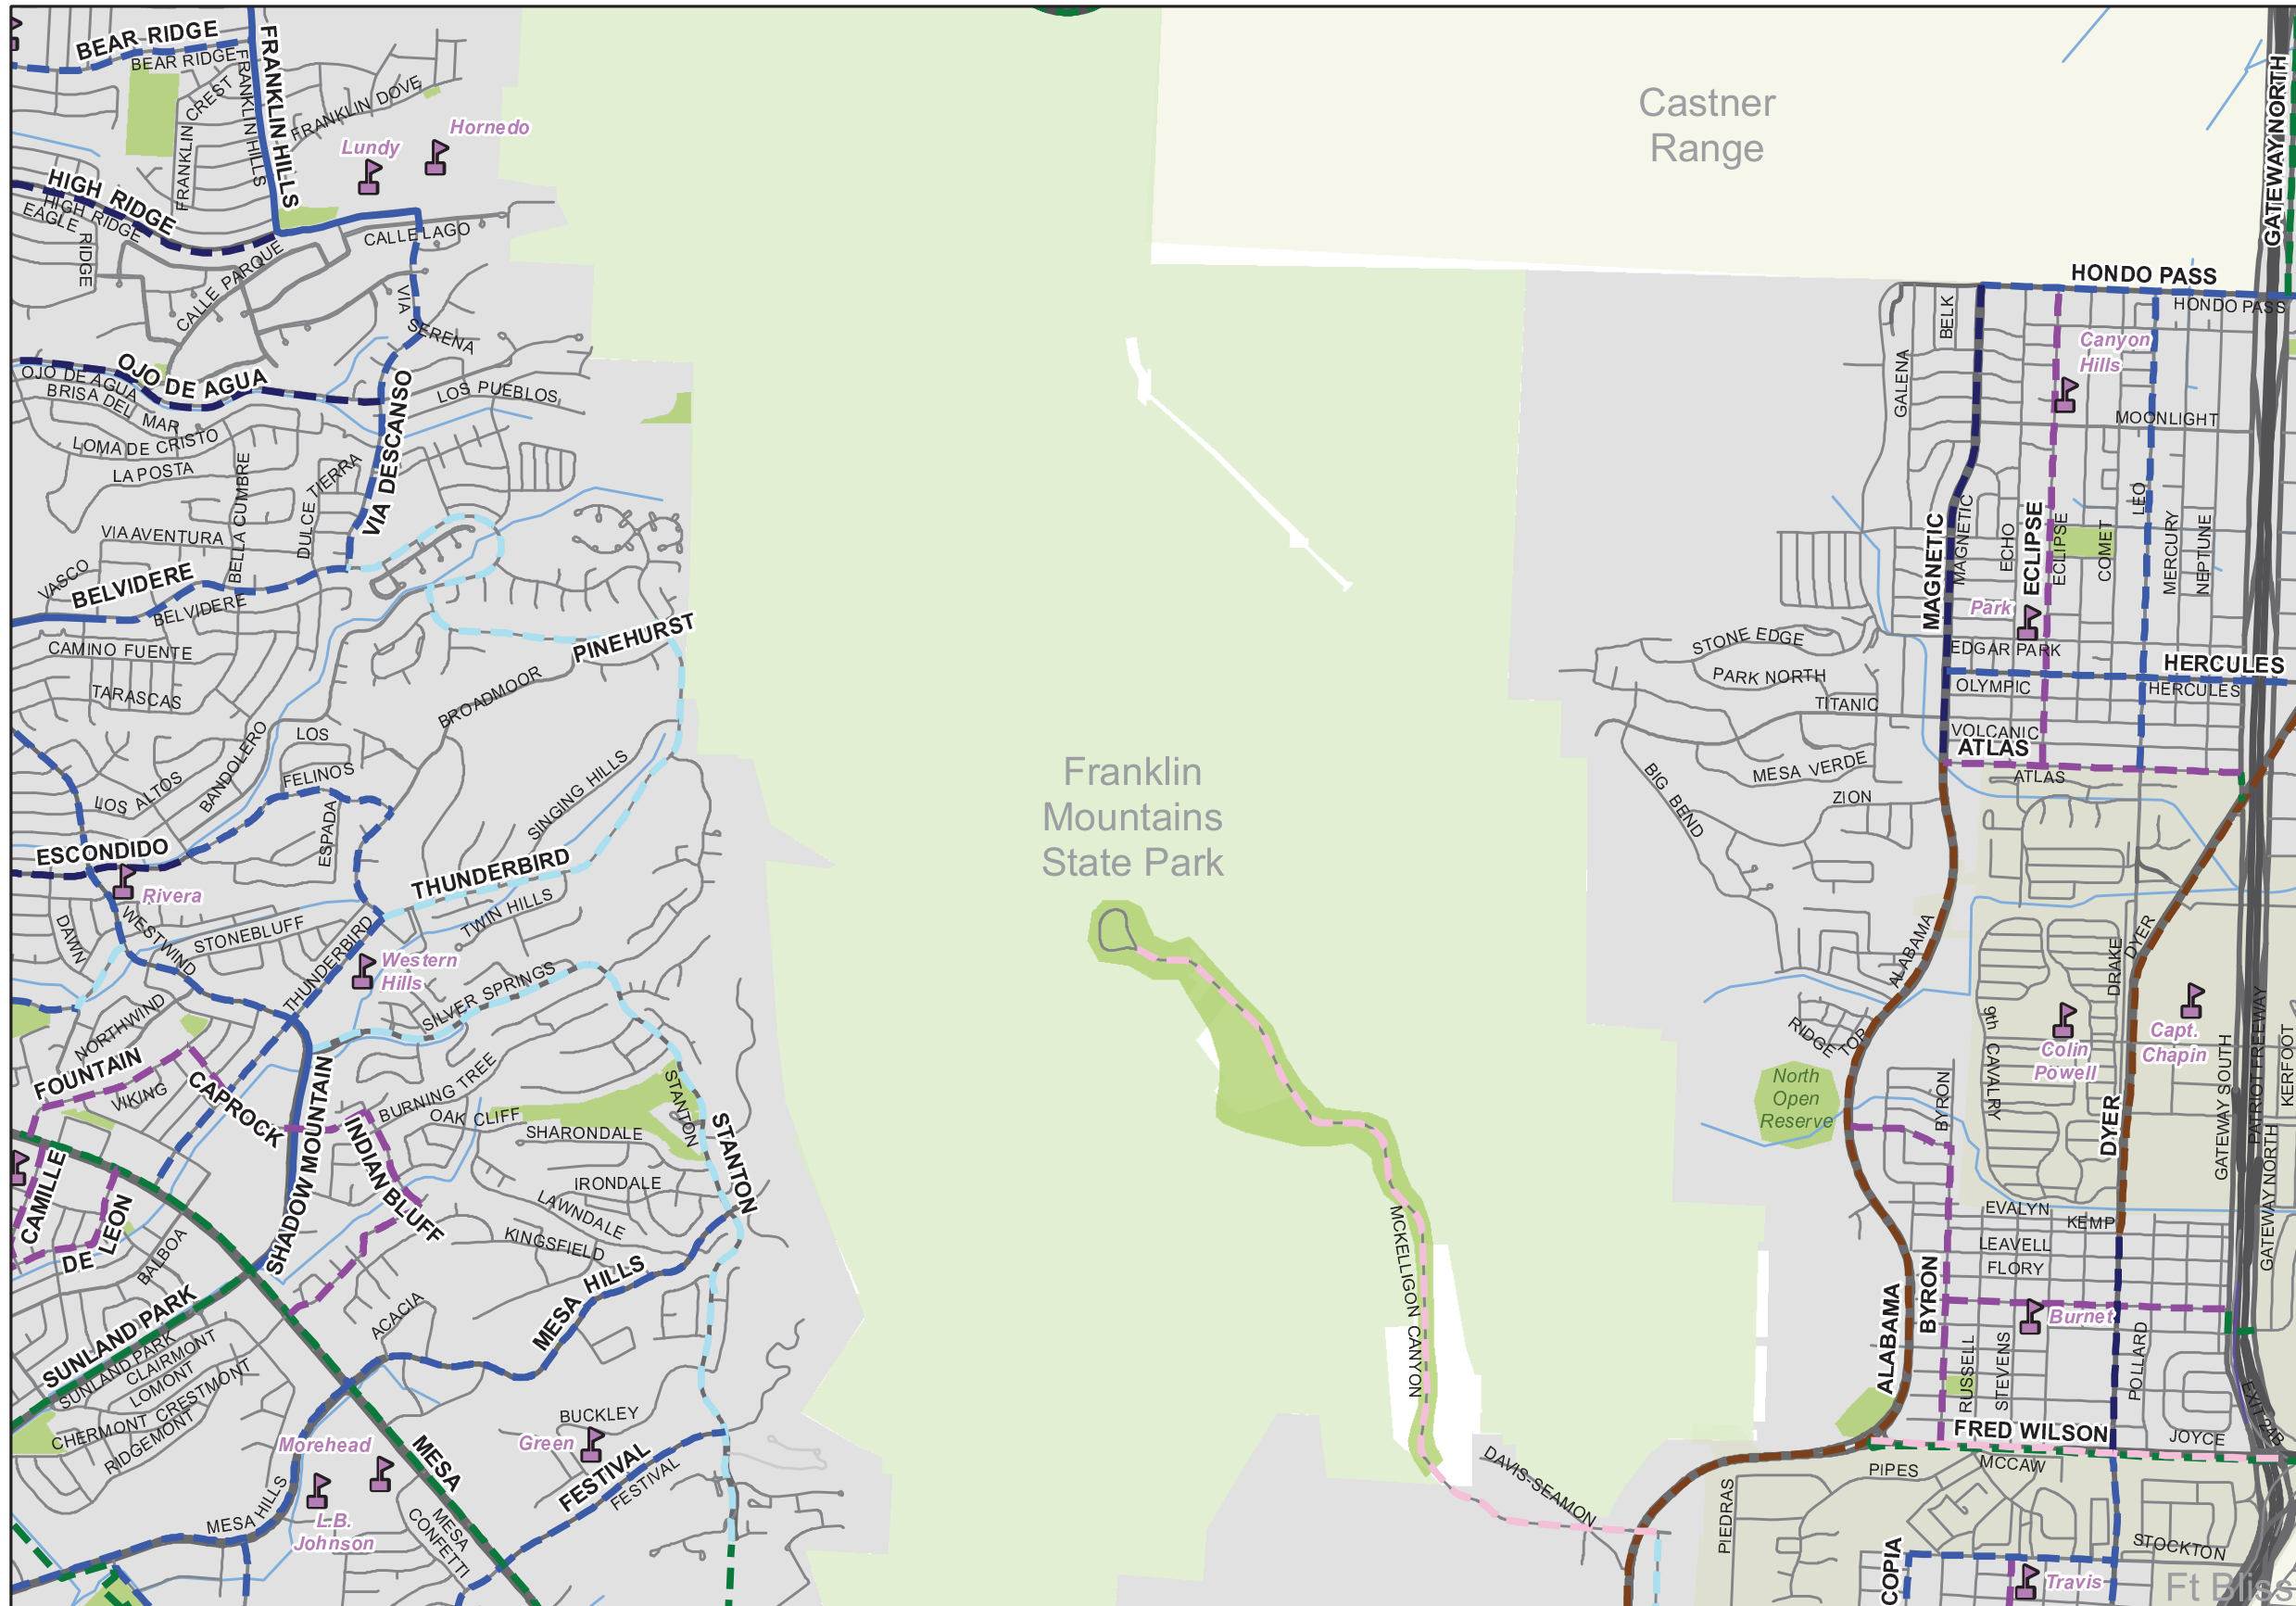 BEAR RIDGE
BEAR RIDGE
FRANKLIN HILLS
FRANKLIN HILLS
CREST
FRANKLIN
FRANKLIN DOVE
Lundy
Hornedo
HIGH RIDGE
HIGH RIDGE
EAGLE
RIDGE
CALLE LAGO
CALLE PARQUE
VIA
SERENA
OJO DE AGUA
OJO DE AGUA
BRISA DEL MAR
LOMA DE CRISTO
LA POSTA
LOS PUEBLOS
VIA DESCANSO
DULCE TIERRA
BELLA CUMBRE
VIA AVENTURA
VASCO
BELVIDERE
BELVIDERE
CAMINO FUENTE
TARASCAS
PINEHURST
BROADMOOR
BANDOLERO
LOS
FELINOS
LOS ALTOS
ESPADA
SINGING HILLS
ESCONDIDO
Rivera
THUNDERBIRD
TWIN HILLS
DAWN
WESTWIND
STONEBLUFF
THUNDERBIRD
Western
Hills
SILVER SPRINGS
NORTHWIND
FOUNTAIN
VIKING
CAPROCK
SHADOW MOUNTAIN
BURNING TREE
OAK CLIFF
INDIAN BLUFF
SHARONDALE
STANTON
STANTON
IRONDALE
LAWNDALE
KINGSFIELD
CAMILLE
DE LEON
BALBOA
MESA HILLS
ACACIA
SUNLAND PARK
SUNLAND PARK
CLAIRMONT
LOMONT
CHERMONT
CRESTMONT
RIDGEMONT
Morehead
MESA
BUCKLEY
Green
FESTIVAL
FESTIVAL
MESA HILLS
L.B.
Johnson
MESA
CONFETTI
Castner
Range
Franklin
Mountains
State Park
MCKELLIGON CANYON
DAVIS-SEAMON
GATEWAY NORTH
HONDO PASS
HONDO PASS
BELK
GALENA
Canyon
Hills
MOONLIGHT
LEO
MAGNETIC
MAGNETIC
ECHO
ECLIPSE
ECLIPSE
COMET
MERCURY
NEPTUNE
Park
EDGAR PARK
STONE EDGE
PARK NORTH
TITANIC
HERCULES
HERCULES
OLYMPIC
VOLCANIC
ATLAS
ATLAS
MESA VERDE
BIG BEND
ZION
ALABAMA
DRAKE
DYER
Capt.
Chapin
Colin
Powell
9th CAVALLRY
RIDGE TOP
North
Open
Reserve
BYRON
DYER
GATEWAY SOUTH
PATRIOT FREEWAY
KERFOOT
GATEWAY NORTH
EVALYN
KEMP
LEAVELL
FLORY
ALABAMA
BYRON
Burnet
RUSSELL
STEVENS
POLLARD
EXIT 24B
FRED WILSON
JOYCE
PIPES
MCCAW
PIEDRAS
STOCKTON
COPIA
Travis
Ft Bliss